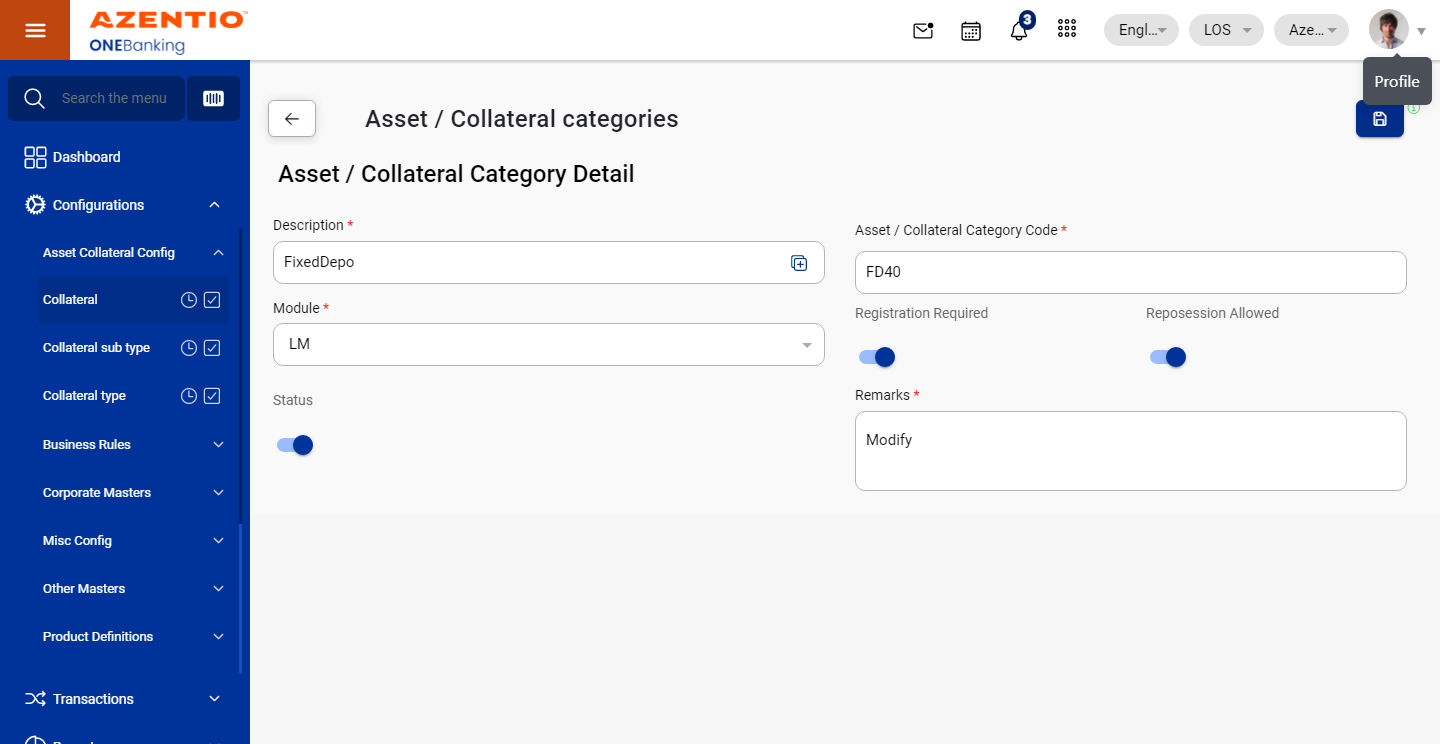 AZENTIO™
ONEBanking
3
Engl...
LOS
Aze...
Profile
Search the menu
Dashboard
Configurations
Asset Collateral Config
Collateral
Collateral sub type
Collateral type
Business Rules
Corporate Masters
Misc Config
Other Masters
Product Definitions
Transactions
Asset / Collateral categories
Asset / Collateral Category Detail
Description *
FixedDepo
Asset / Collateral Category Code *
FD40
Module *
LM
Registration Required
Reposession Allowed
Status
Remarks *
Modify